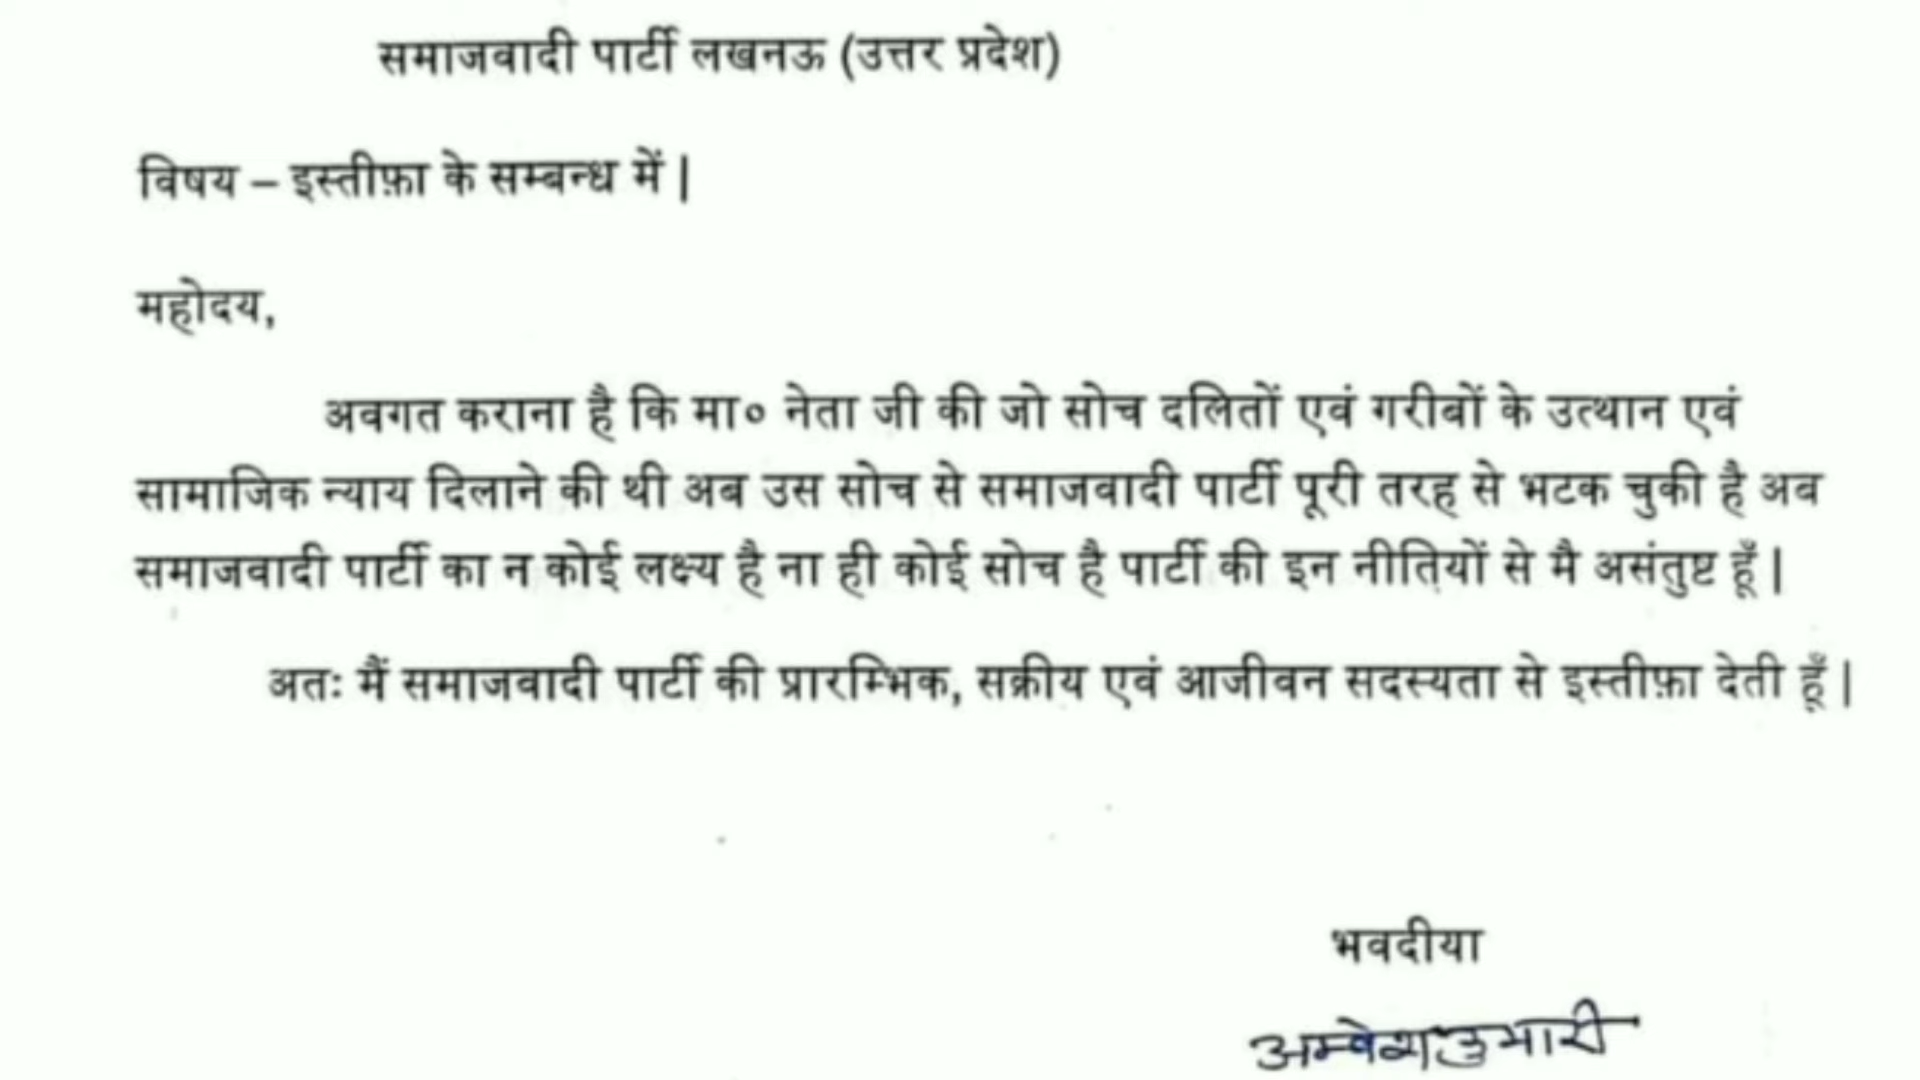 समाजवादी पार्टी लखनऊ (उत्तर प्रदेश)
विषय – इस्तीफ़ा के सम्बन्ध में |
महोदय,
अवगत कराना है कि मा० नेता जी की जो सोच दलितों एवं गरीबों के उत्थान एवं
सामाजिक न्याय दिलाने की थी अब उस सोच से समाजवादी पार्टी पूरी तरह से भटक चुकी है अब
समाजवादी पार्टी का न कोई लक्ष्य है ना ही कोई सोच है पार्टी की इन नीतियों से मै असंतुष्ट हूँ |
अतः मैं समाजवादी पार्टी की प्रारम्भिक, सक्रीय एवं आजीवन सदस्यता से इस्तीफ़ा देती हूँ |
भवदीया